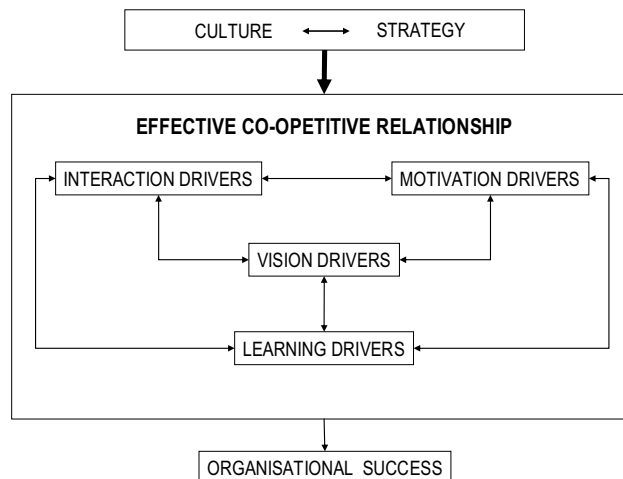 CULTURE STRATEGY
EFFECTIVE CO-OPETITIVE RELATIONSHIP
INTERACTION DRIVERS MOTIVATION DRIVERS
VISION DRIVERS
LEARNING DRIVERS
ORGANISATIONAL SUCCESS